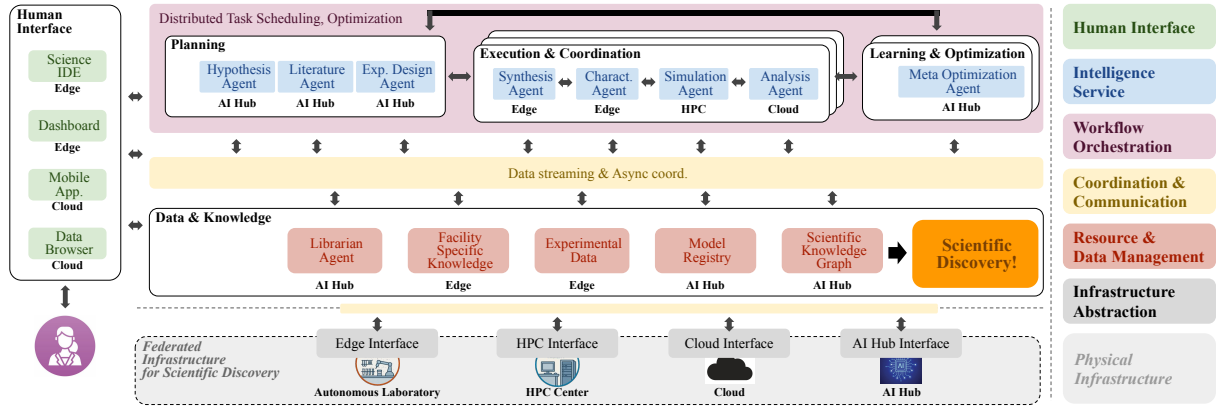 Human
Interface
Science
IDE
Edge
Dashboard
Edge
Mobile
App.
Cloud
Data
Browser
Cloud
Distributed Task Scheduling, Optimization
Planning
Hypothesis
Agent
AI Hub
Literature
Agent
AI Hub
Exp. Design
Agent
AI Hub
Execution & Coordination
Synthesis
Agent
Edge
Charact.
Agent
Edge
Simulation
Agent
HPC
Analysis
Agent
Cloud
Learning & Optimization
Meta Optimization
Agent
AI Hub
Data streaming & Async coord.
Data & Knowledge
Librarian
Agent
AI Hub
Facility
Specific
Knowledge
Edge
Experimental
Data
Edge
Model
Registry
AI Hub
Scientific
Knowledge
Graph
AI Hub
Scientific
Discovery!
Federated
Infrastructure
for Scientific Discovery
Edge Interface
Autonomous Laboratory
HPC Interface
HPC Center
Cloud Interface
Cloud
AI Hub Interface
AI
AI Hub
Human Interface
Intelligence
Service
Workflow
Orchestration
Coordination &
Communication
Resource &
Data Management
Infrastructure
Abstraction
Physical
Infrastructure